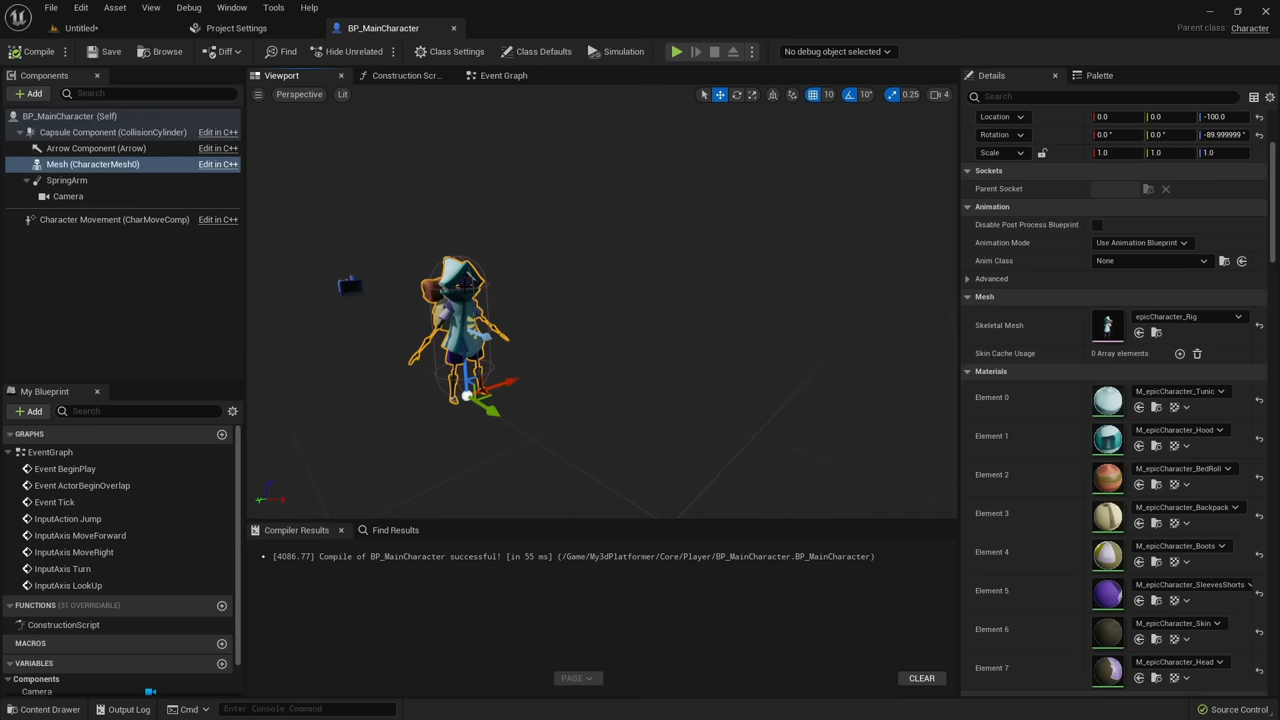 File Edit Asset View Debug Window Tools Help
Untitled* Project Settings BP_MainCharacter Parent class: Character
Compile Save Browse Diff Find Hide Unrelated Class Settings Class Defaults Simulation No debug object selected
Components
Add Search
BP_MainCharacter (Self)
Capsule Component (CollisionCylinder) Edit in C++
Arrow Component (Arrow) Edit in C++
Mesh (CharacterMesh0) Edit in C++
SpringArm
Camera
Character Movement (CharMoveComp) Edit in C++
My Blueprint
Add Search
GRAPHS
EventGraph
Event BeginPlay
Event ActorBeginOverlap
Event Tick
InputAction Jump
InputAxis MoveForward
InputAxis MoveRight
InputAxis Turn
InputAxis LookUp
FUNCTIONS (31 OVERRIDABLE)
ConstructionScript
MACROS
VARIABLES
Components
Camera
Viewport Construction Scr... Event Graph
Perspective Lit 10 10° 0.25 4
Compiler Results Find Results
[4086.77] Compile of BP_MainCharacter successful! [in 55 ms] (/Game/My3dPlatformer/Core/Player/BP_MainCharacter.BP_MainCharacter)
PAGE CLEAR
Details Palette
Search
Location 0.0 0.0 -100.0
Rotation 0.0 ° 0.0 ° -89.999999 °
Scale 1.0 1.0 1.0
Sockets
Parent Socket
Animation
Disable Post Process Blueprint
Animation Mode Use Animation Blueprint
Anim Class None
Advanced
Mesh
Skeletal Mesh epicCharacter_Rig
Skin Cache Usage 0 Array elements
Materials
Element 0 M_epicCharacter_Tunic
Element 1 M_epicCharacter_Hood
Element 2 M_epicCharacter_BedRoll
Element 3 M_epicCharacter_Backpack
Element 4 M_epicCharacter_Boots
Element 5 M_epicCharacter_SleevesShorts
Element 6 M_epicCharacter_Skin
Element 7 M_epicCharacter_Head
Content Drawer Output Log Cmd Enter Console Command Source Control